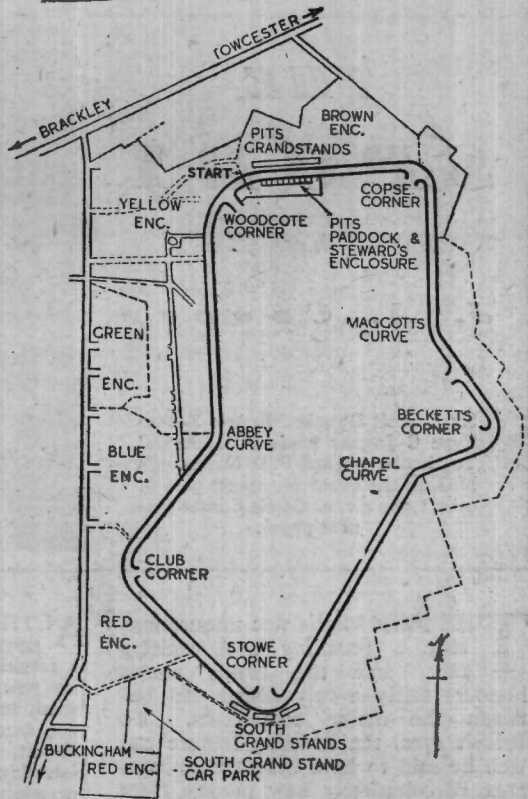 TOWCESTER
BRACKLEY
BROWN
ENC.
PITS
GRANDSTANDS
START
COPSE
CORNER
YELLOW
ENC.
WOODCOTE
CORNER
PITS
PADDOCK &
STEWARD'S
ENCLOSURE
MAGGOTTS
CURVE
GREEN
ENC.
BECKETTS
CORNER
ABBEY
CURVE
BLUE
ENC.
CHAPEL
CURVE
CLUB
CORNER
RED
ENC.
STOWE
CORNER
N
SOUTH
GRAND STANDS
BUCKINGHAM
RED ENC.
SOUTH GRAND STAND
CAR PARK